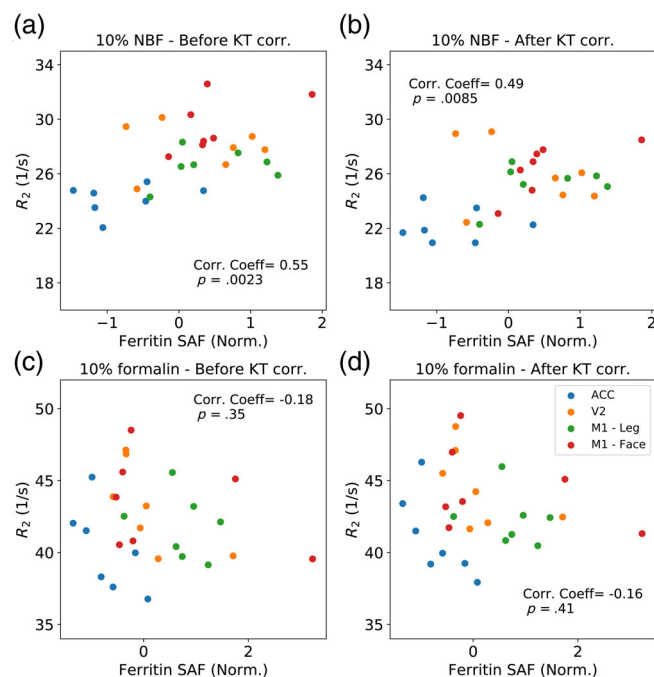 (a)
10% NBF - Before KT corr.
34
30
26
22
18
R2 (1/s)
Corr. Coeff= 0.55
p = .0023
−1
0
1
2
Ferritin SAF (Norm.)
(b)
10% NBF - After KT corr.
34
30
26
22
18
R2 (1/s)
Corr. Coeff= 0.49
p = .0085
−1
0
1
2
Ferritin SAF (Norm.)
(c)
10% formalin - Before KT corr.
50
45
40
35
R2 (1/s)
Corr. Coeff= -0.18
p = .35
0
2
Ferritin SAF (Norm.)
(d)
10% formalin - After KT corr.
50
45
40
35
R2 (1/s)
ACC
V2
M1 - Leg
M1 - Face
Corr. Coeff= -0.16
p = .41
0
2
Ferritin SAF (Norm.)